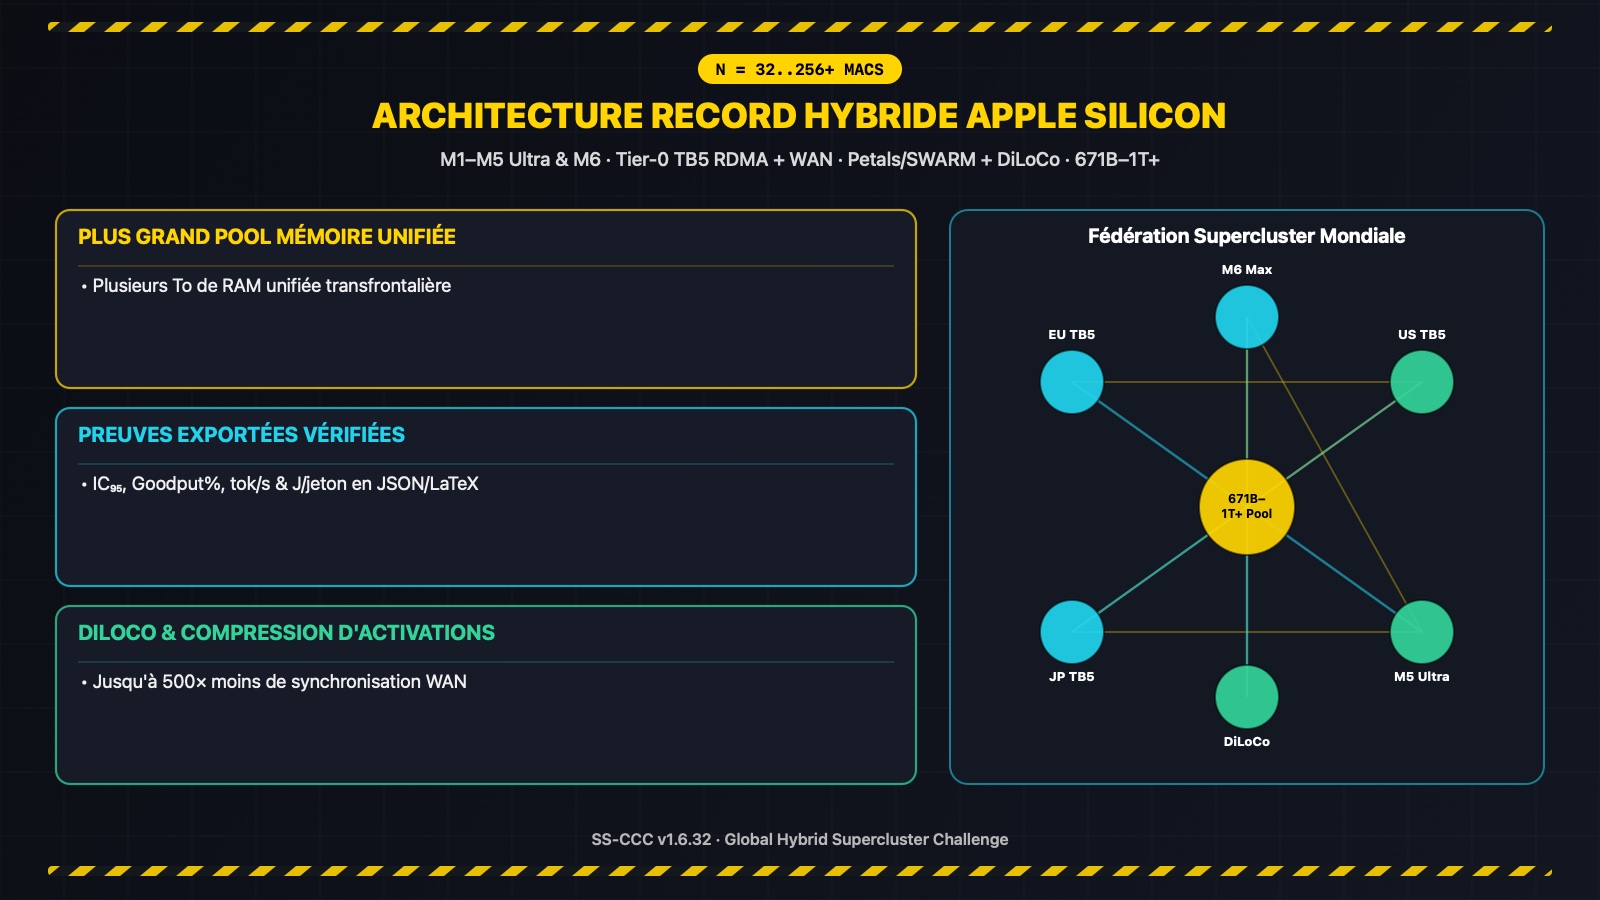 N = 32..256+ MACS
ARCHITECTURE RECORD HYBRIDE APPLE SILICON
M1–M5 Ultra & M6 · Tier-0 TB5 RDMA + WAN · Petals/SWARM + DiLoCo · 671B–1T+
PLUS GRAND POOL MÉMOIRE UNIFIÉE
• Plusieurs To de RAM unifiée transfrontalière
PREUVES EXPORTÉES VÉRIFIÉES
• IC₉₅, Goodput%, tok/s & J/jeton en JSON/LaTeX
DILOCO & COMPRESSION D'ACTIVATIONS
• Jusqu'à 500× moins de synchronisation WAN
Fédération Supercluster Mondiale
M6 Max
EU TB5
US TB5
671B–
1T+ Pool
JP TB5
M5 Ultra
DiLoCo
SS-CCC v1.6.32 · Global Hybrid Supercluster Challenge